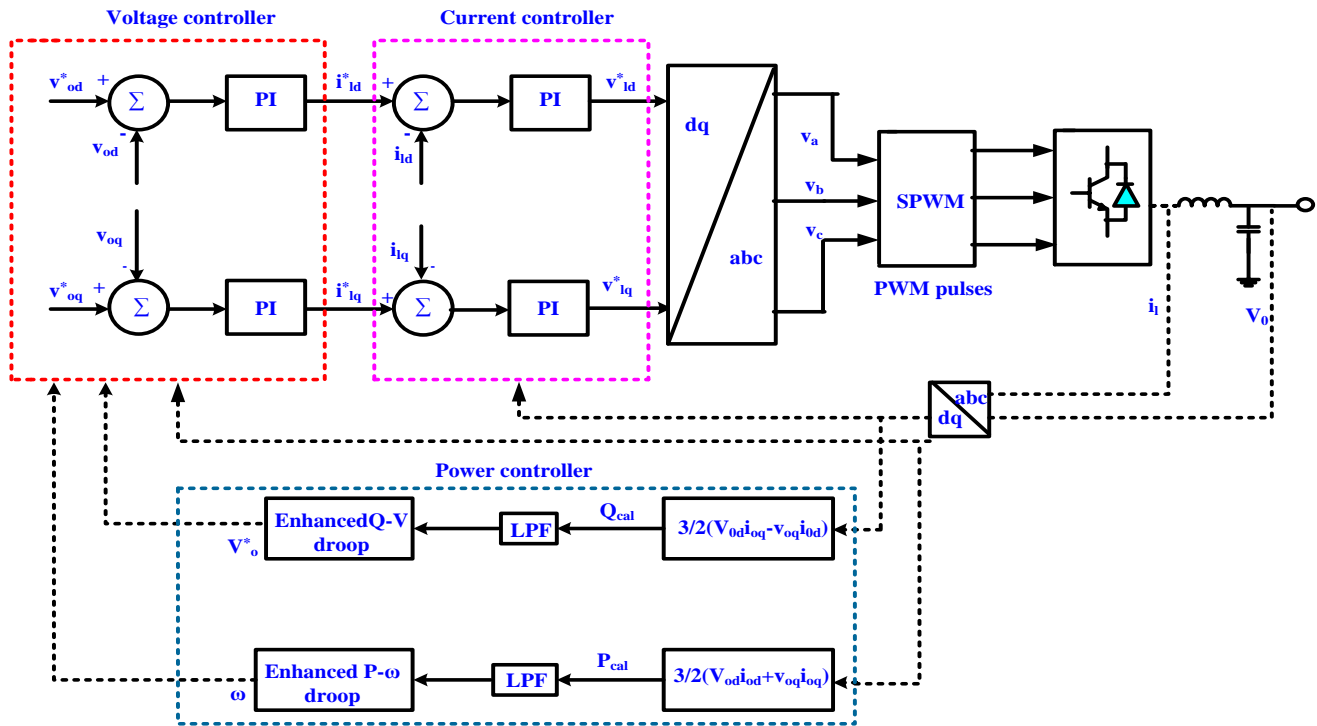 Voltage controller
Current controller
v*od
+
Σ
-
vod
PI
i*ld
+
Σ
-
ild
PI
v*ld
voq
-
v*oq
+
Σ
PI
i*lq
+
ilq
-
Σ
PI
v*lq
dq
abc
va
vb
vc
SPWM
PWM pulses
il
V0
abc
dq
Power controller
EnhancedQ-V
droop
V*o
LPF
Qcal
3/2(V0dioq-voqi0d)
Enhanced P-ω
droop
ω
LPF
Pcal
3/2(Vodiod+voqioq)